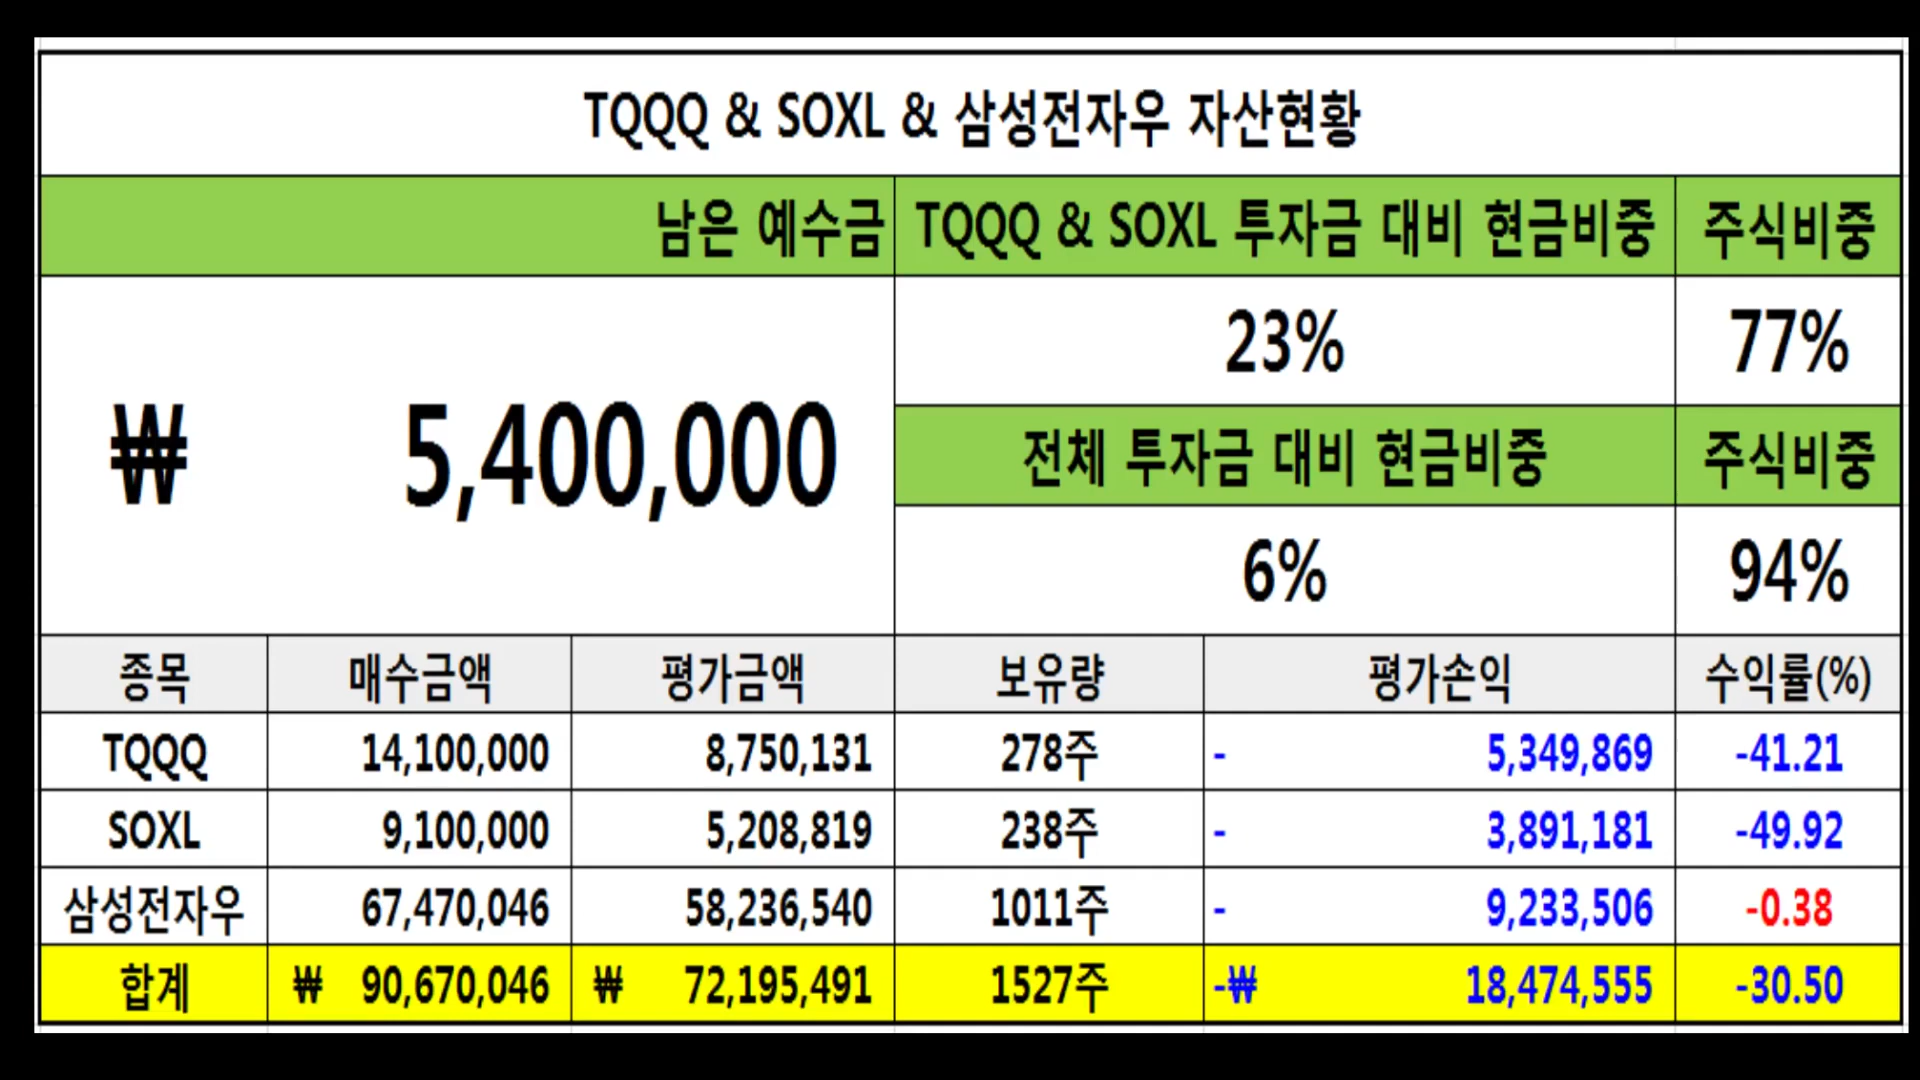 TQQQ & SOXL & 삼성전자우 자산현황
남은 예수금 TQQQ & SOXL 투자금 대비 현금비중 주식비중
₩ 5,400,000
23% 77%
전체 투자금 대비 현금비중 주식비중
6% 94%
종목 매수금액 평가금액 보유량 평가손익 수익률(%)
TQQQ 14,100,000 8,750,131 278주 - 5,349,869 -41.21
SOXL 9,100,000 5,208,819 238주 - 3,891,181 -49.92
삼성전자우 67,470,046 58,236,540 1011주 - 9,233,506 -0.38
합계 ₩ 90,670,046 ₩ 72,195,491 1527주 -₩ 18,474,555 -30.50